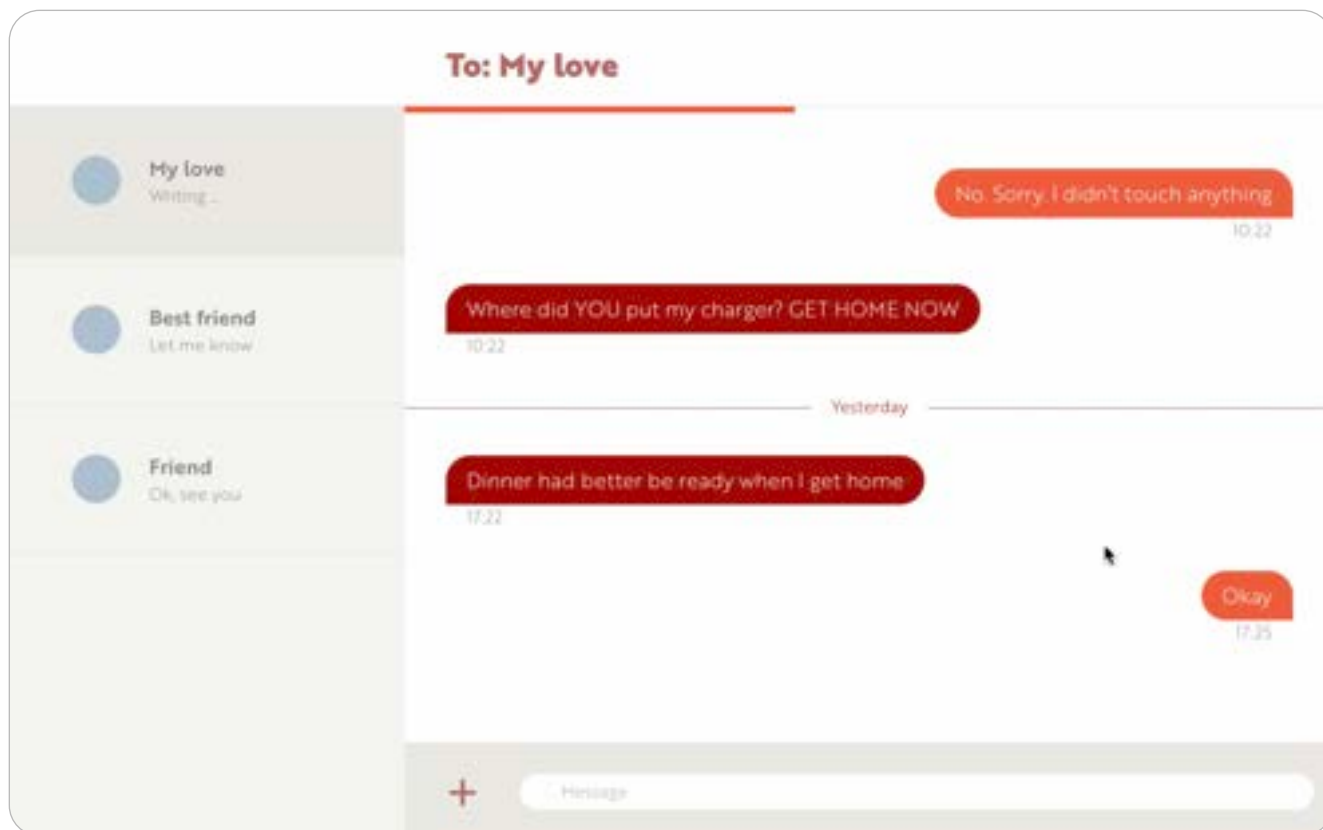 To: My love
My love
Writing ...
Best friend
Let me know
Friend
Ok, see you
No. Sorry. I didn't touch anything
10:22
Where did YOU put my charger? GET HOME NOW
10:22
Yesterday
Dinner had better be ready when I get home
17:22
Okay
17:25
+
Message